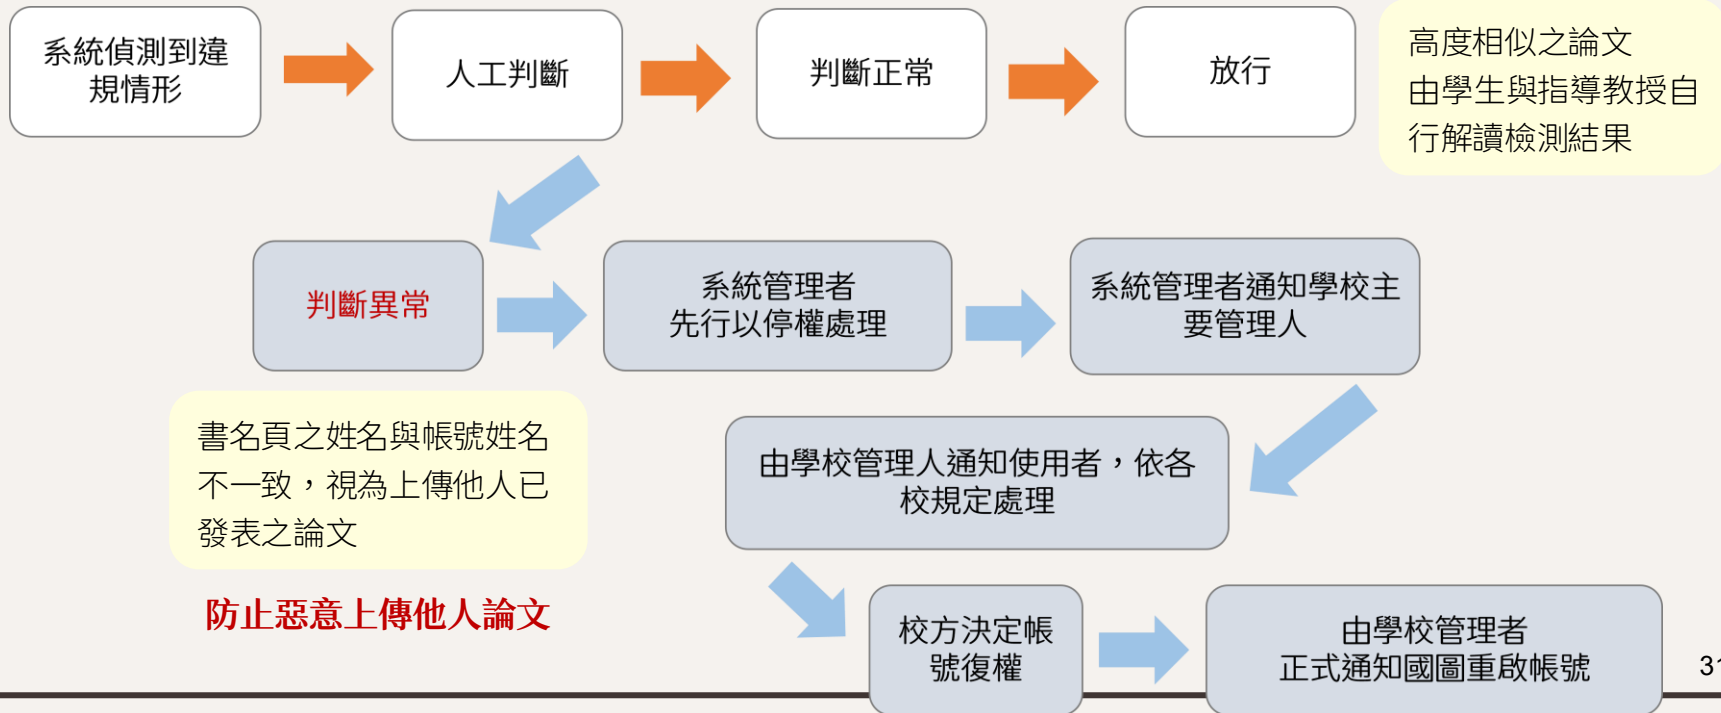 系統偵測到違
規情形
人工判斷
判斷正常
放行
高度相似之論文
由學生與指導教授自
行解讀檢測結果
判斷異常
系統管理者
先行以停權處理
系統管理者通知學校主
要管理人
書名頁之姓名與帳號姓名
不一致，視為上傳他人已
發表之論文
防止惡意上傳他人論文
由學校管理人通知使用者，依各
校規定處理
校方決定帳
號復權
由學校管理者
正式通知國圖重啟帳號
31